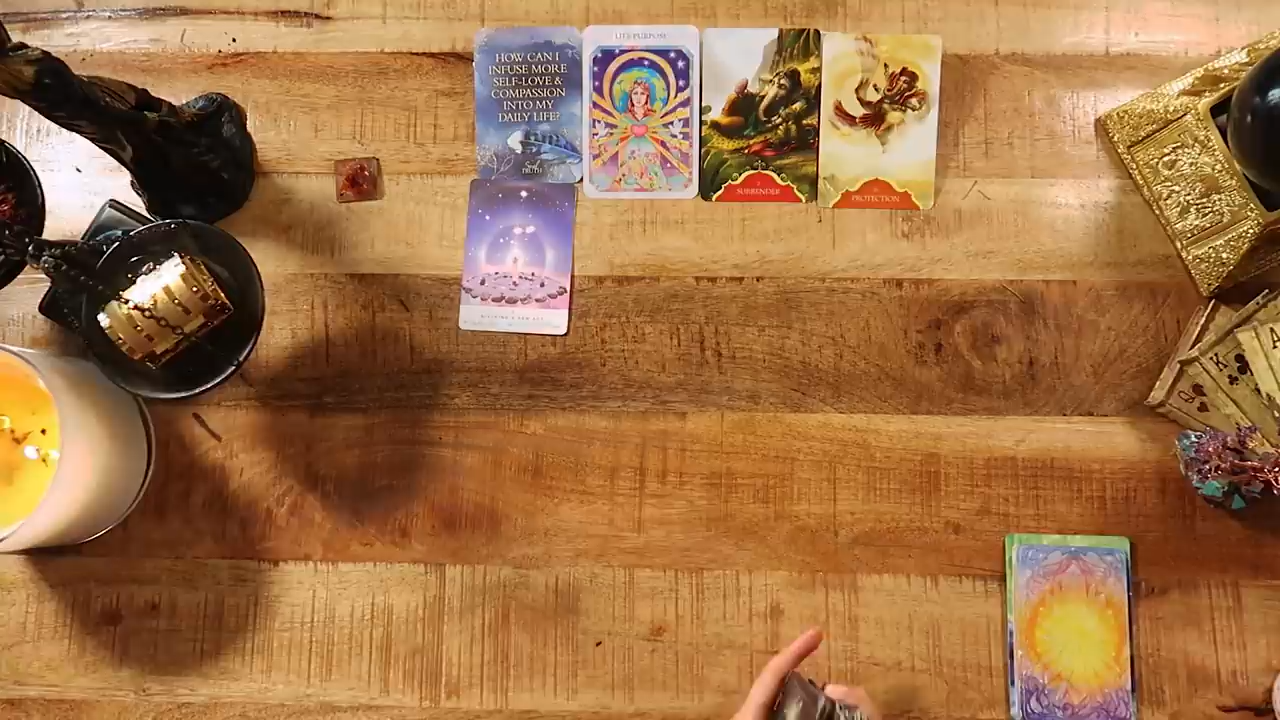 HOW CAN I
INFUSE MORE
SELF-LOVE &
COMPASSION
INTO MY
DAILY LIFE?
Soul
TRUTH
LIFE PURPOSE
SURRENDER
PROTECTION
K
A